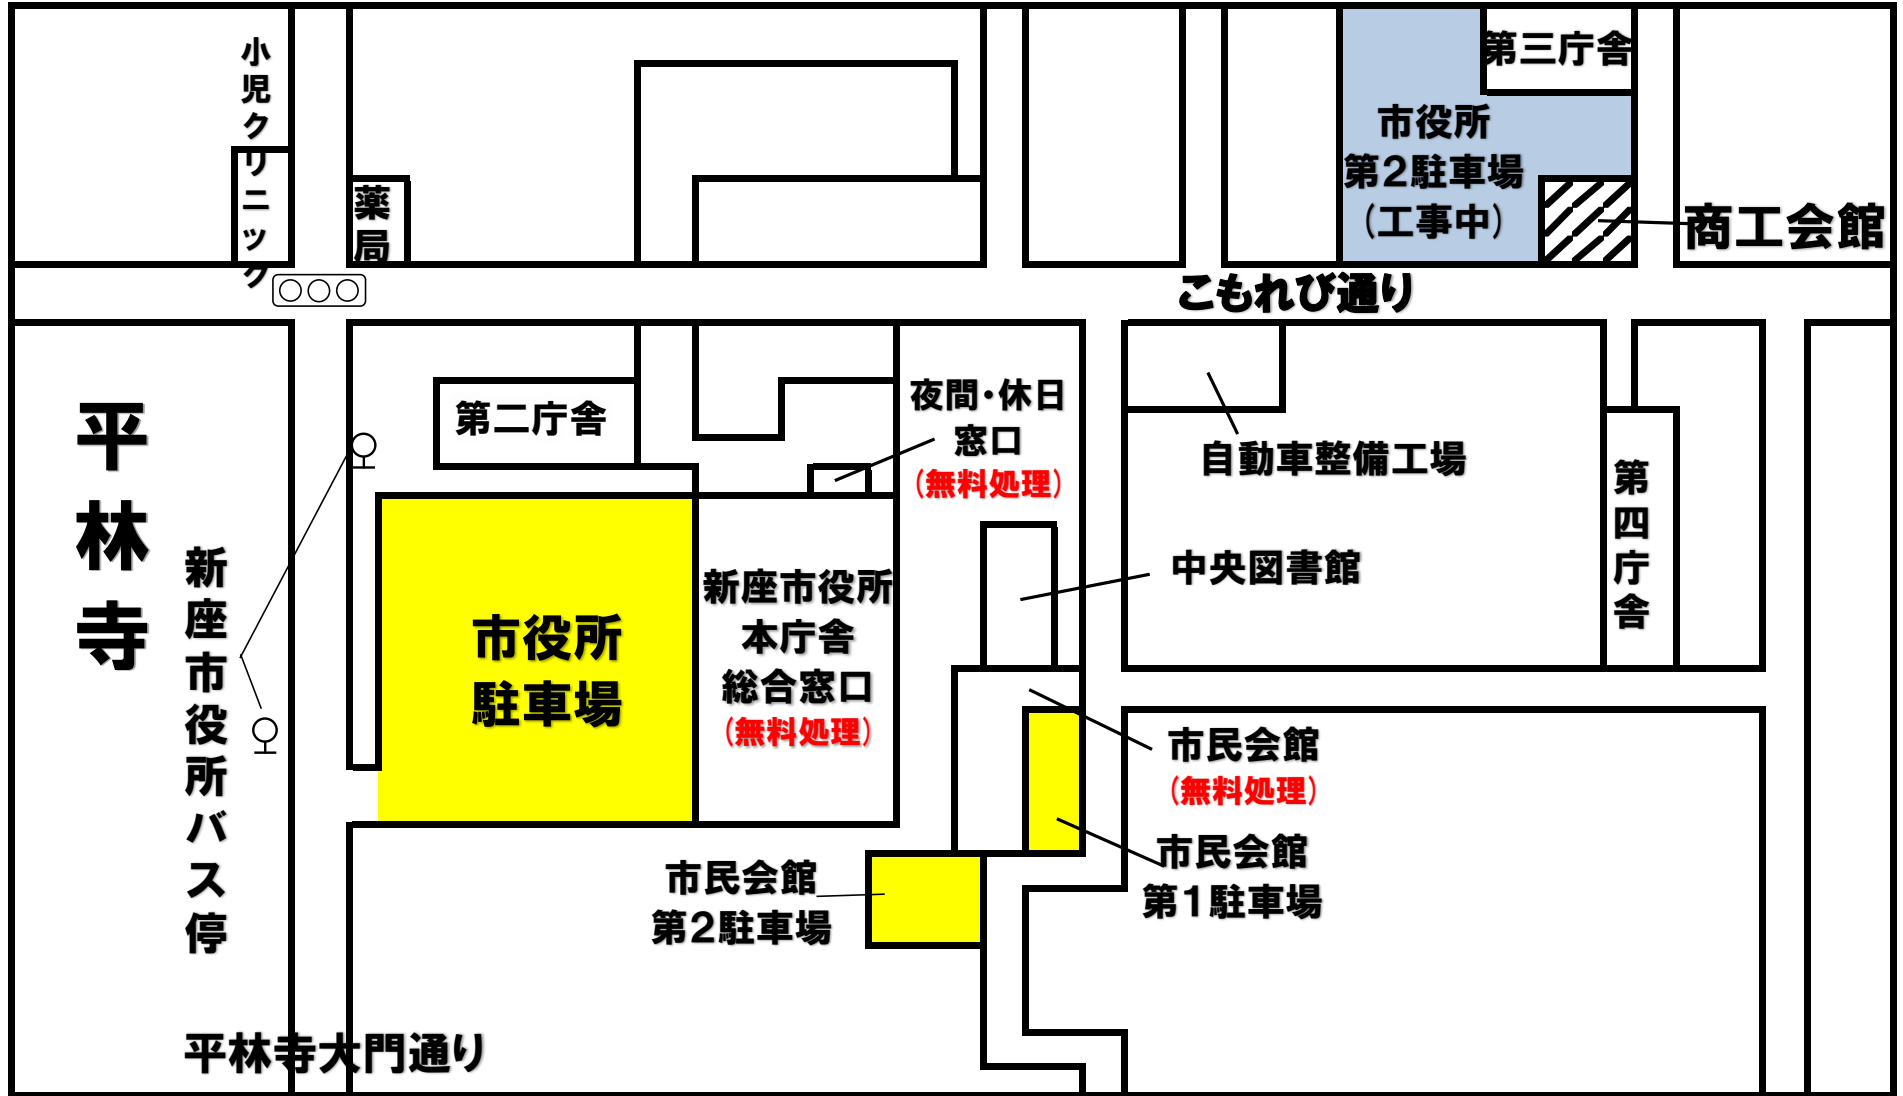 小児クリニック
薬局
第三庁舎
市役所
第2駐車場
（工事中）
商工会館
こもれび通り
平林寺
新座市役所バス停
第二庁舎
夜間・休日
窓口
（無料処理）
自動車整備工場
第四庁舎
中央図書館
市役所
駐車場
新座市役所
本庁舎
総合窓口
（無料処理）
市民会館
（無料処理）
市民会館
第1駐車場
市民会館
第2駐車場
平林寺大門通り